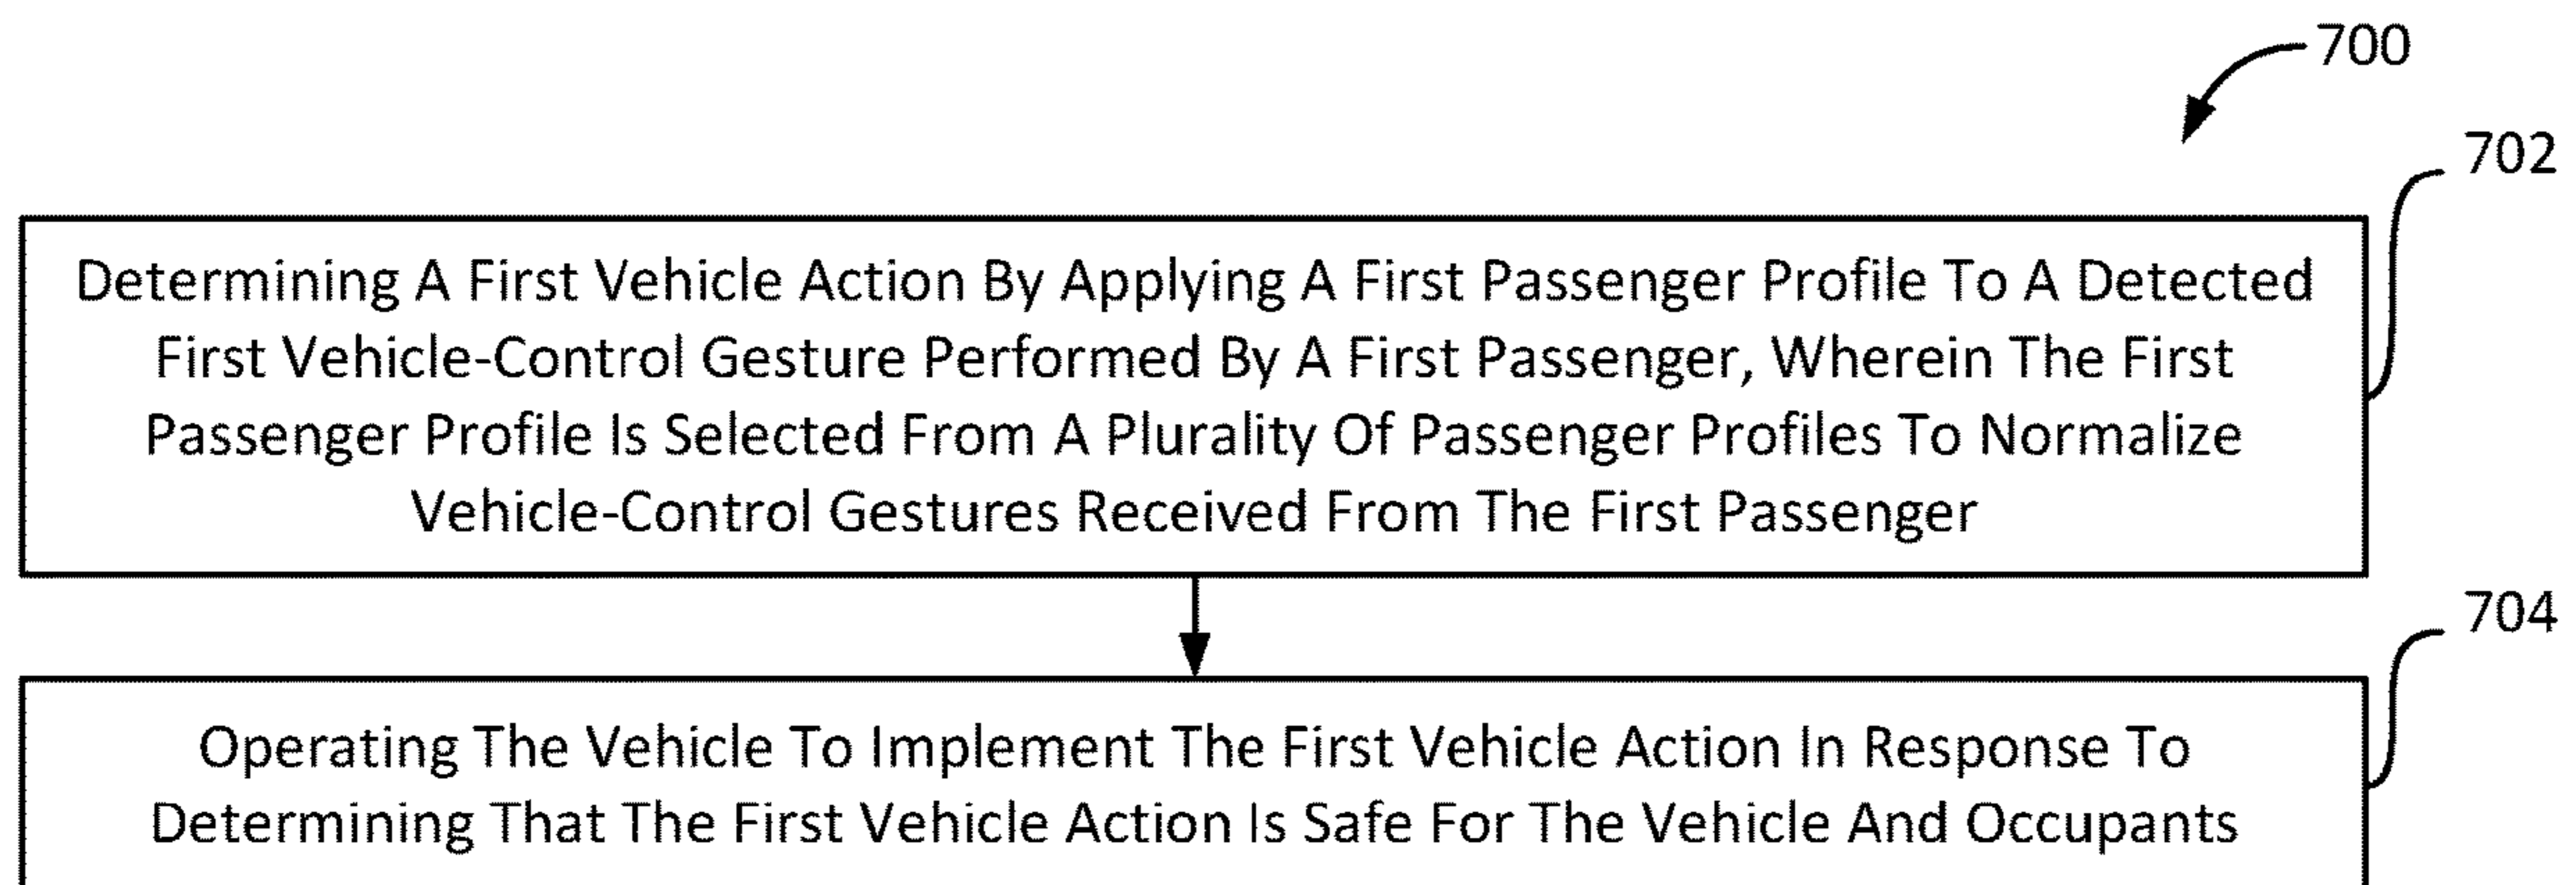 700
702
Determining A First Vehicle Action By Applying A First Passenger Profile To A Detected
First Vehicle-Control Gesture Performed By A First Passenger, Wherein The First
Passenger Profile Is Selected From A Plurality Of Passenger Profiles To Normalize
Vehicle-Control Gestures Received From The First Passenger
704
Operating The Vehicle To Implement The First Vehicle Action In Response To
Determining That The First Vehicle Action Is Safe For The Vehicle And Occupants